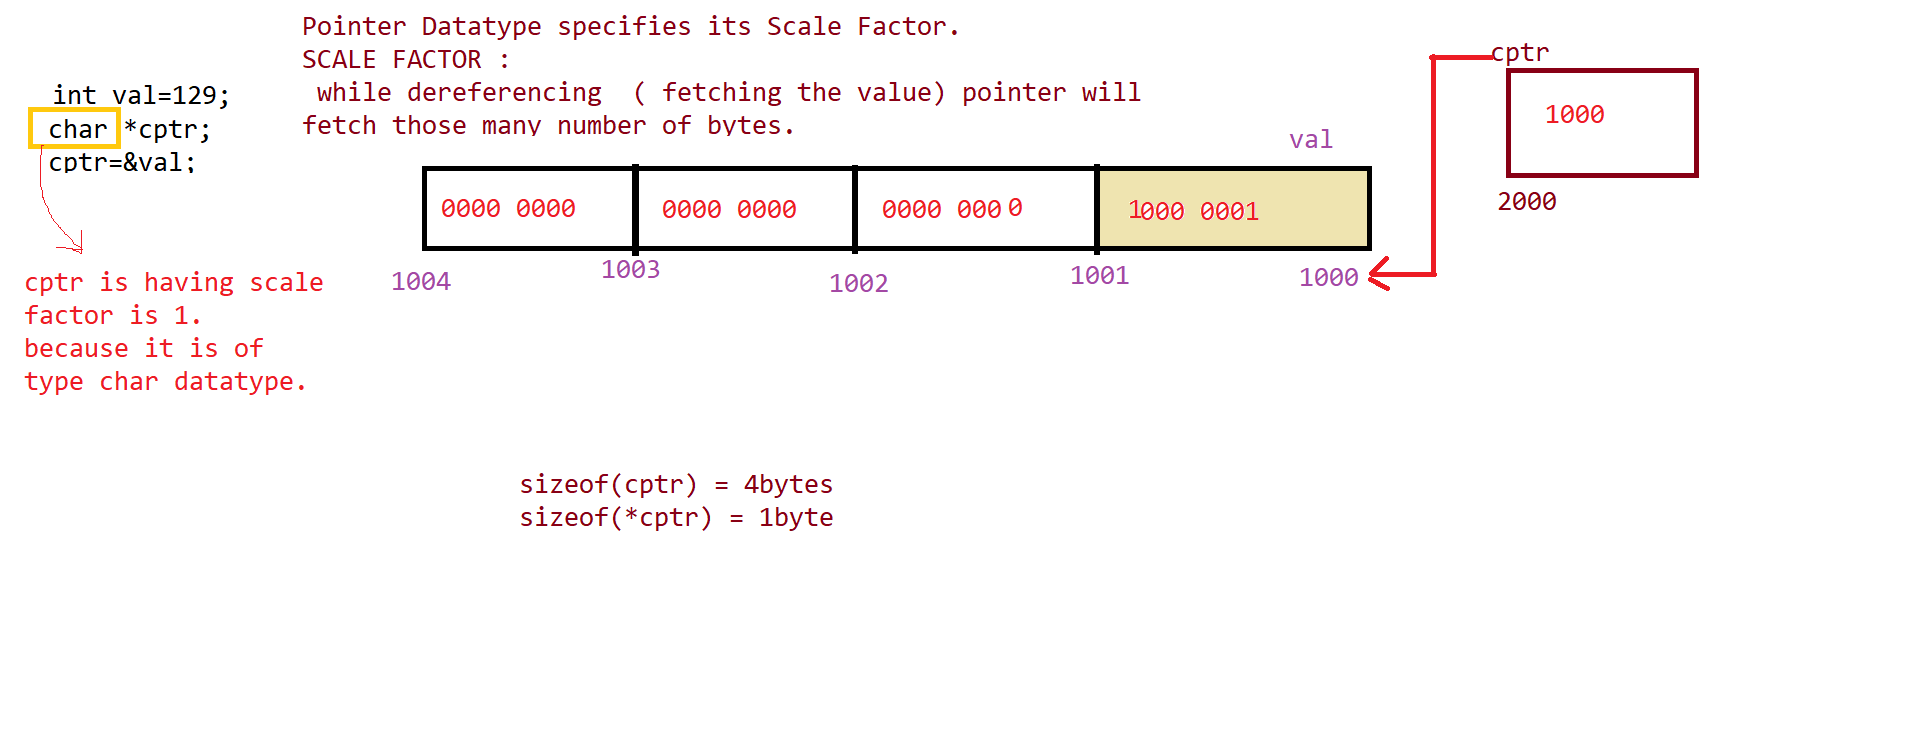 Pointer Datatype specifies its Scale Factor.
SCALE FACTOR :
while dereferencing ( fetching the value) pointer will
fetch those many number of bytes.
int val=129;
char *cptr;
cptr=&val;
cptr
1000
2000
val
0000 0000
0000 0000
0000 000 0
1000 0001
1004
1003
1002
1001
1000
cptr is having scale
factor is 1.
because it is of
type char datatype.
sizeof(cptr) = 4bytes
sizeof(*cptr) = 1byte